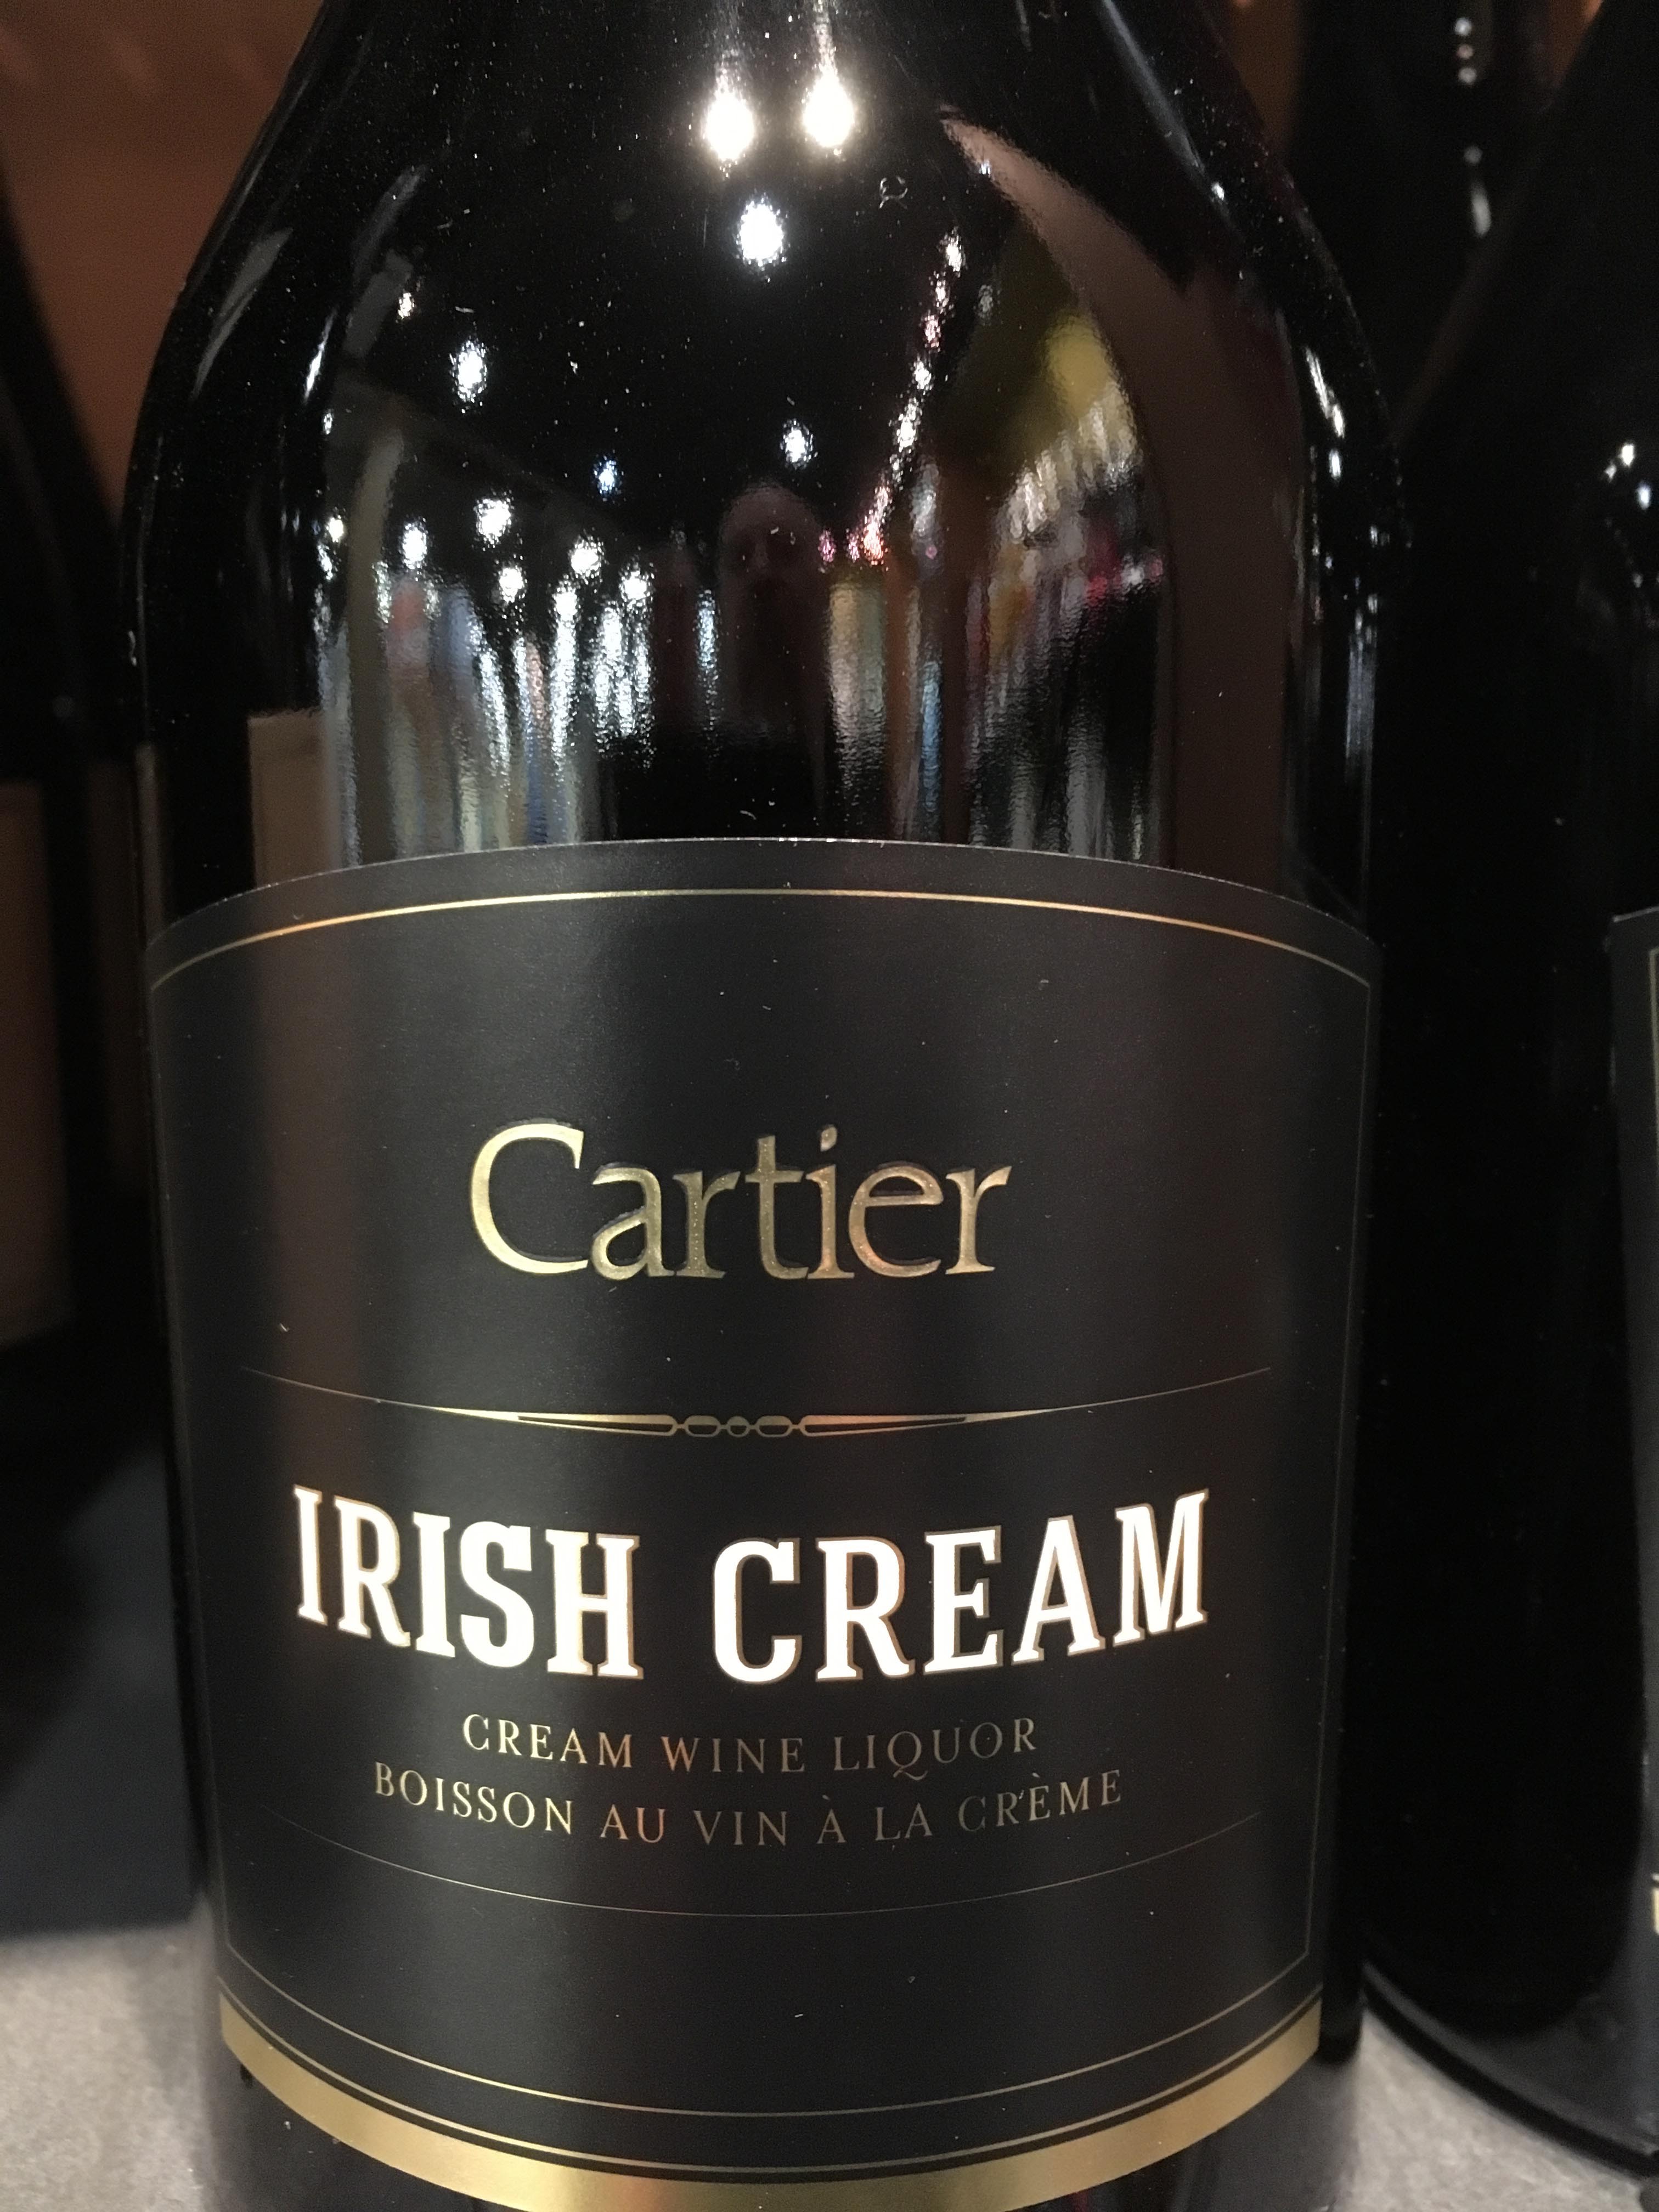 Cartier
IRISH CREAM
CREAM WINE LIQUOR
BOISSON AU VIN À LA CRÈME